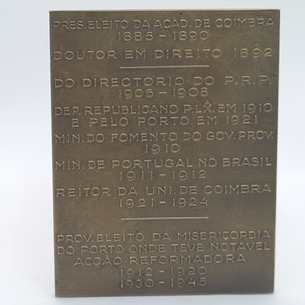 PRES. ELEITO DA ACAD. DE COIMBRA
1885-1890
DOUTOR EM DIREITO 1892
DO DIRECTORIO DO P.R.P.
1906-1908
DEP. REPUBLICANO P. LX. EM 1910
E PELO PORTO EM 1921
MIN. DO FOMENTO DO GOV. PROV.
1910
MIN. DE PORTUGAL NO BRASIL
1911-1912
REITOR DA UNI. DE COIMBRA
1921-1924
PROV. ELEITO DA MISERICORDIA
DO PORTO ONDE TEVE NOTAVEL
ACÇÃO REFORMADORA
1912-1920
1930-1945